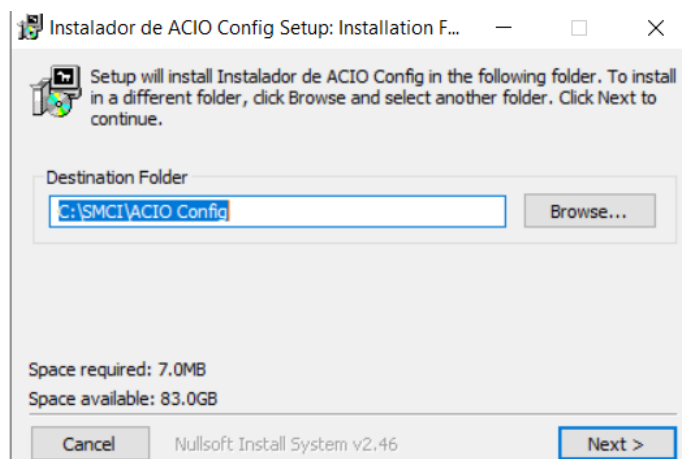 Instalador de ACIO Config Setup: Installation F...
Setup will install Instalador de ACIO Config in the following folder. To install
in a different folder, click Browse and select another folder. Click Next to
continue.
Destination Folder
C:\SMCI\ACIO Config
Browse...
Space required: 7.0MB
Space available: 83.0GB
Cancel
Nullsoft Install System v2.46
Next >